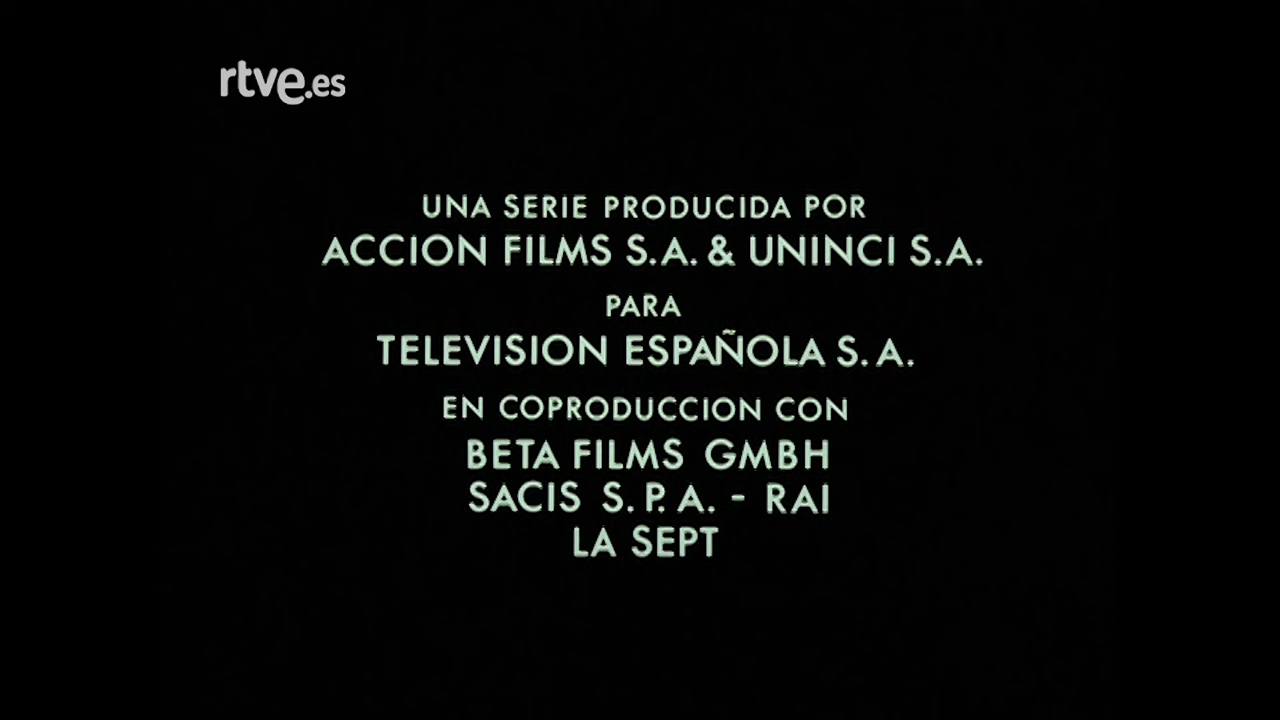 rtve.es
UNA SERIE PRODUCIDA POR
ACCION FILMS S.A. & UNINCI S.A.
PARA
TELEVISION ESPAÑOLA S.A.
EN COPRODUCCION CON
BETA FILMS GMBH
SACIS S.P.A. - RAI
LA SEPT